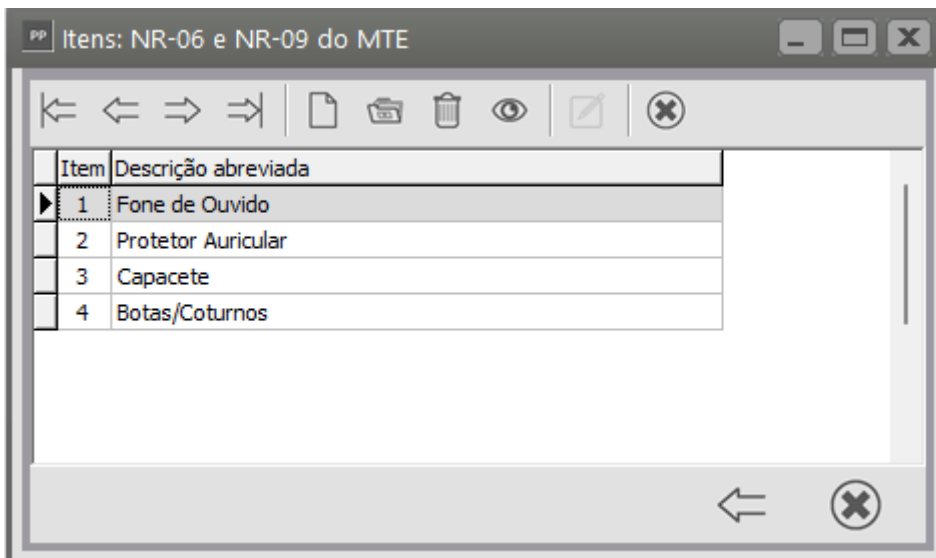 PP Itens: NR-06 e NR-09 do MTE
Item Descrição abreviada
1 Fone de Ouvido
2 Protetor Auricular
3 Capacete
4 Botas/Coturnos